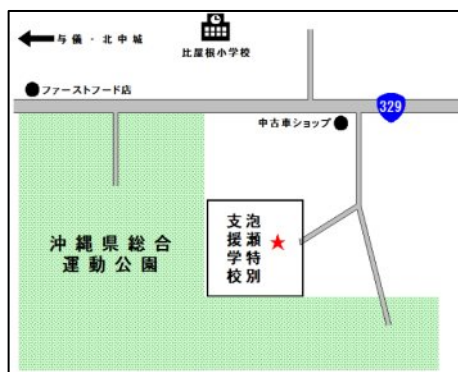 与儀・北中城
比屋根小学校
ファーストフード店
329
中古車ショップ
沖縄県総合
運動公園
泡瀬特別
支援学校